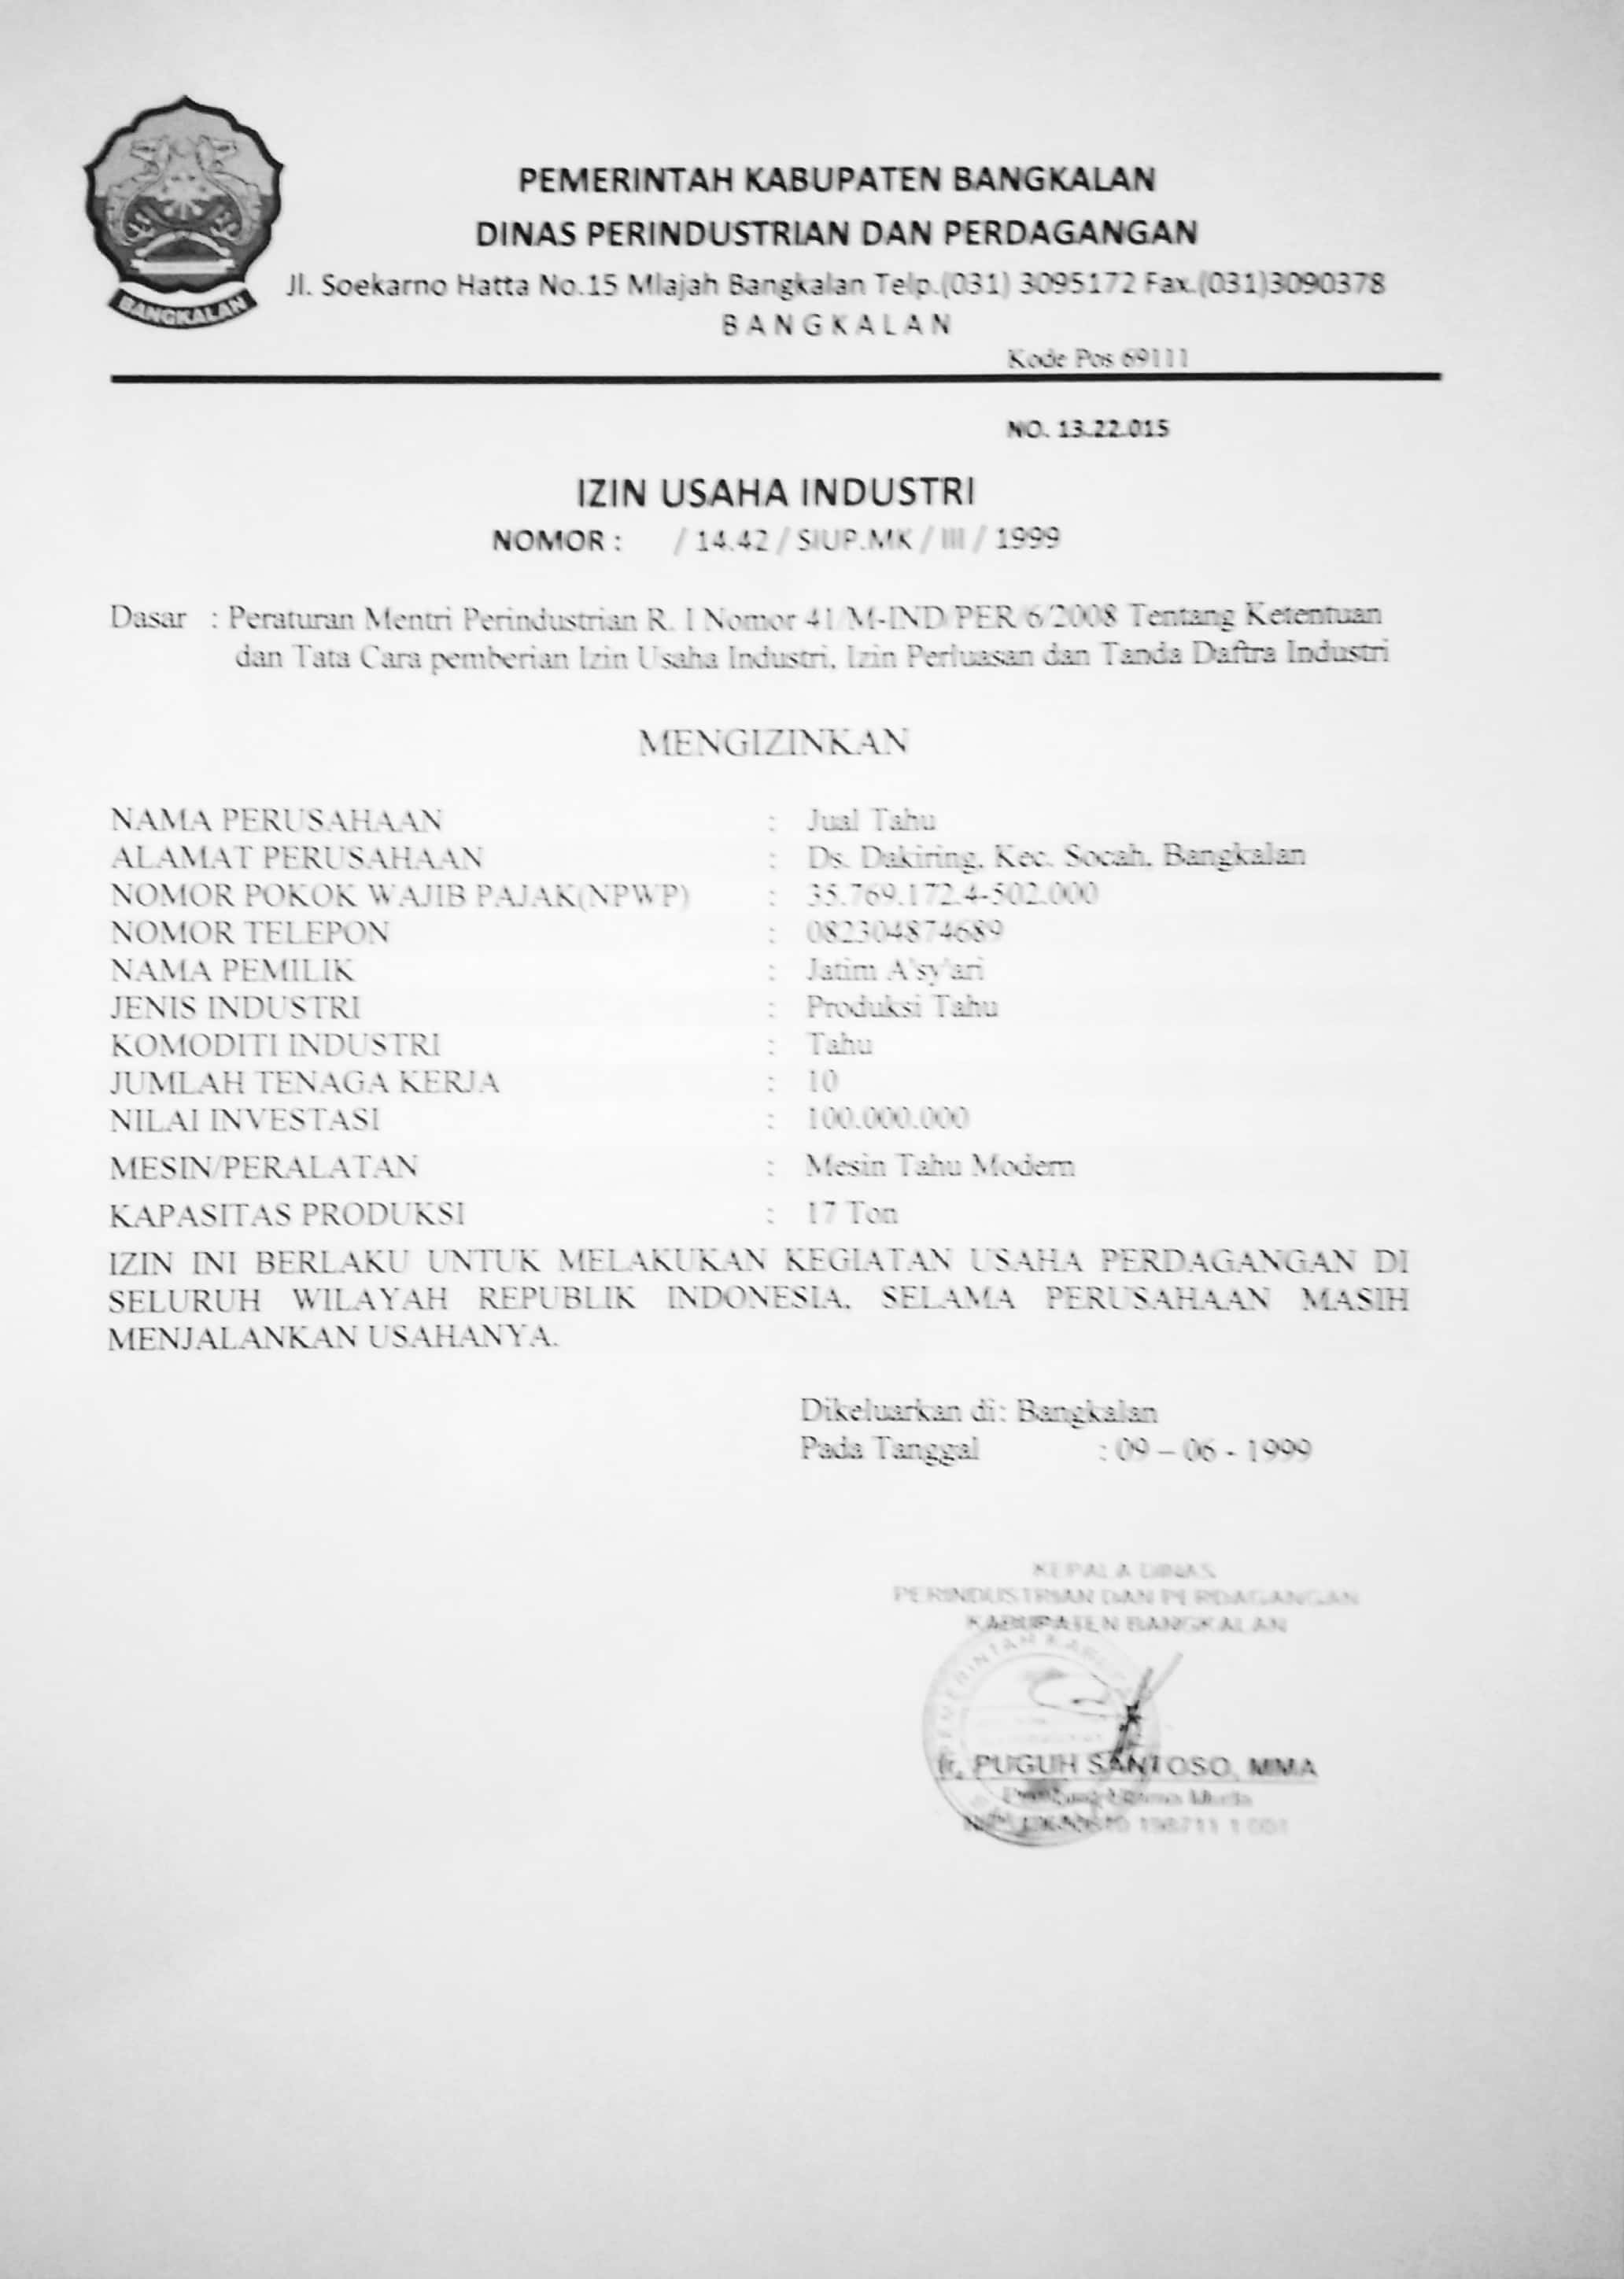 PEMERINTAH KABUPATEN BANGKALAN
DINAS PERINDUSTRIAN DAN PERDAGANGAN
Jl. Soekarno Hatta No.15 Mlajah Bangkalan Telp.(031) 3095172 Fax.(031)3090378
BANGKALAN
BANGKALAN
Kode Pos 69111
NO. 13.22.015
IZIN USAHA INDUSTRI
NOMOR : / 14.42 / SIUP.MK / III / 1999
Dasar : Peraturan Mentri Perindustrian R. I Nomor 41/M-IND/PER/6/2008 Tentang Ketentuan
dan Tata Cara pemberian Izin Usaha Industri, Izin Perluasan dan Tanda Daftra Industri
MENGIZINKAN
NAMA PERUSAHAAN : Jual Tahu
ALAMAT PERUSAHAAN : Ds. Dakiring, Kec. Socah, Bangkalan
NOMOR POKOK WAJIB PAJAK(NPWP) : 35.769.172.4-502.000
NOMOR TELEPON : 082304874689
NAMA PEMILIK : Jatim A'sy'ari
JENIS INDUSTRI : Produksi Tahu
KOMODITI INDUSTRI : Tahu
JUMLAH TENAGA KERJA : 10
NILAI INVESTASI : 100.000.000
MESIN/PERALATAN : Mesin Tahu Modern
KAPASITAS PRODUKSI : 17 Ton
IZIN INI BERLAKU UNTUK MELAKUKAN KEGIATAN USAHA PERDAGANGAN DI
SELURUH WILAYAH REPUBLIK INDONESIA, SELAMA PERUSAHAAN MASIH
MENJALANKAN USAHANYA.
Dikeluarkan di: Bangkalan
Pada Tanggal : 09 – 06 - 1999
KEPALA DINAS
PERINDUSTRIAN DAN PERDAGANGAN
KABUPATEN BANGKALAN
PEMERINTAH
Ir. PUGUH SANTOSO, MMA
Muda
198711 1 001